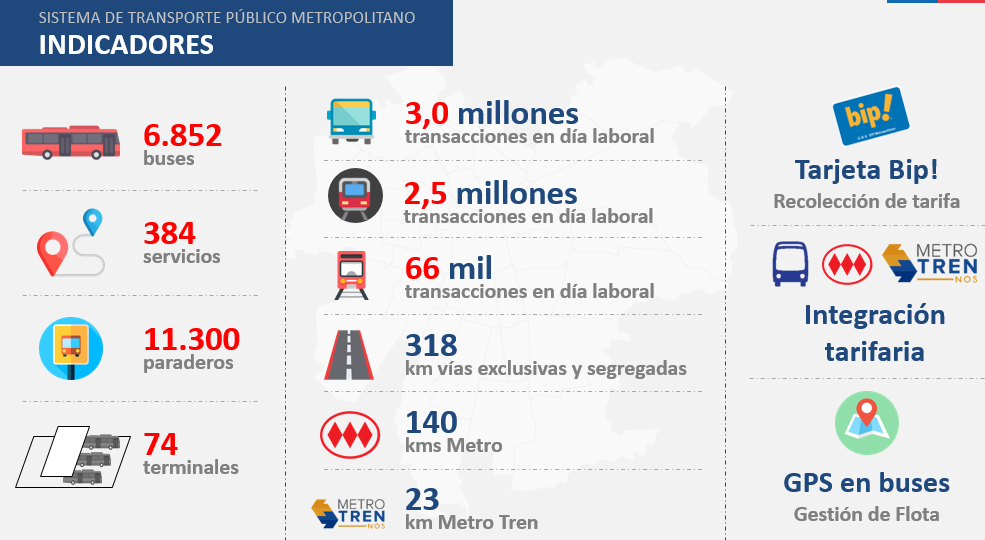 SISTEMA DE TRANSPORTE PÚBLICO METROPOLITANO
INDICADORES
6.852
buses
384
servicios
11.300
paraderos
74
terminales
3,0 millones
transacciones en día laboral
2,5 millones
transacciones en día laboral
66 mil
transacciones en día laboral
318
km vías exclusivas y segregadas
140
kms Metro
METRO
TREN
NOS
23
km Metro Tren
bip!
Tarjeta Bip!
Recolección de tarifa
METRO
TREN
NOS
Integración
tarifaria
GPS en buses
Gestión de Flota